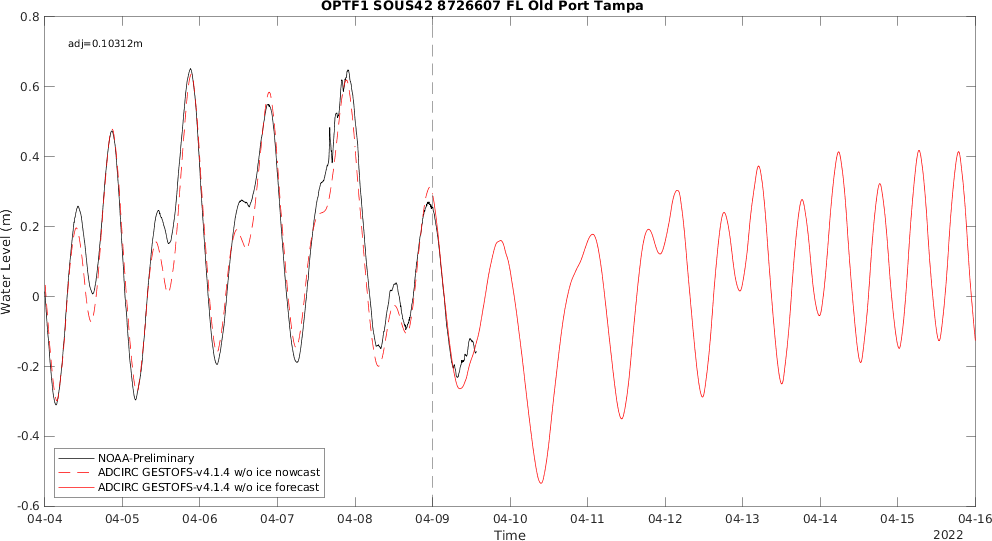 OPTF1 SOUS42 8726607 FL Old Port Tampa
adj=0.10312m
Water Level (m)
0.8
0.6
0.4
0.2
0
-0.2
-0.4
-0.6
NOAA-Preliminary
ADCIRC GESTOFS-v4.1.4 w/o ice nowcast
ADCIRC GESTOFS-v4.1.4 w/o ice forecast
04-04 04-05 04-06 04-07 04-08 04-09 04-10 04-11 04-12 04-13 04-14 04-15 04-16
Time
2022